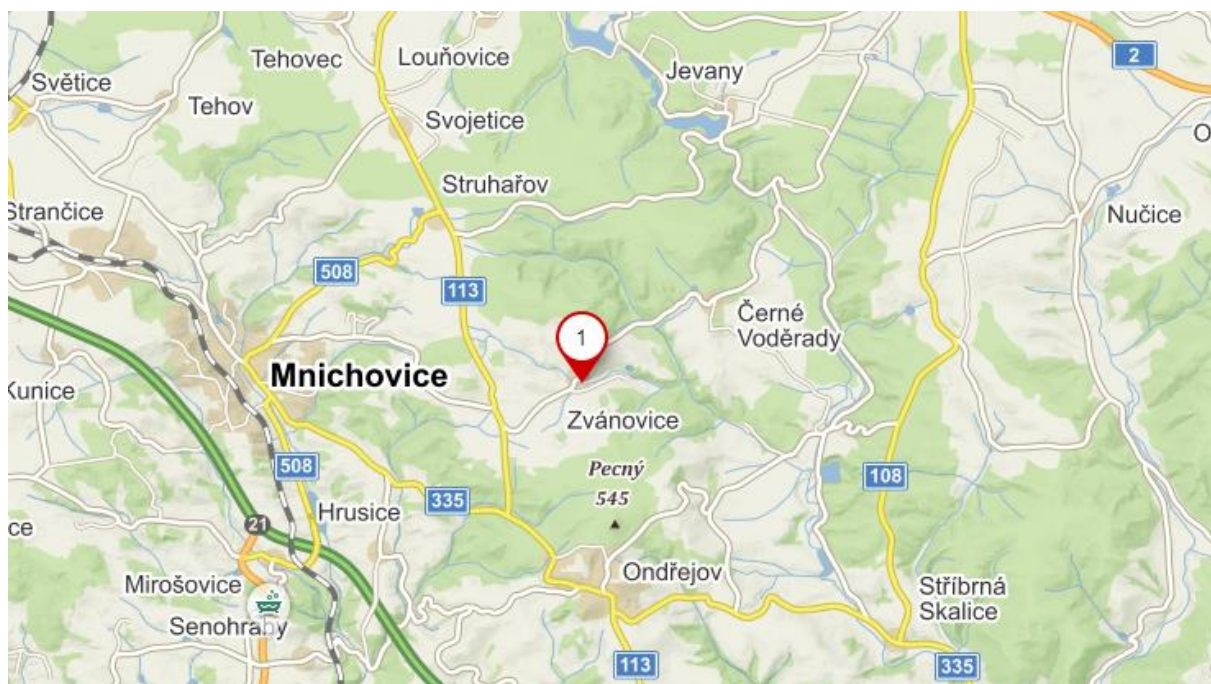 Tehovec
Louňovice
Jevany
2
Světice
Tehov
Svojetice
O
Struhařov
Strančice
Nučice
508
113
Černé
Voděrady
1
Mnichovice
Kunice
Zvánovice
Pecný
545
508
335
108
Hrusice
21
ce
Ondřejov
Mirošovice
Stříbrná
Skalice
Senohraby
113
335